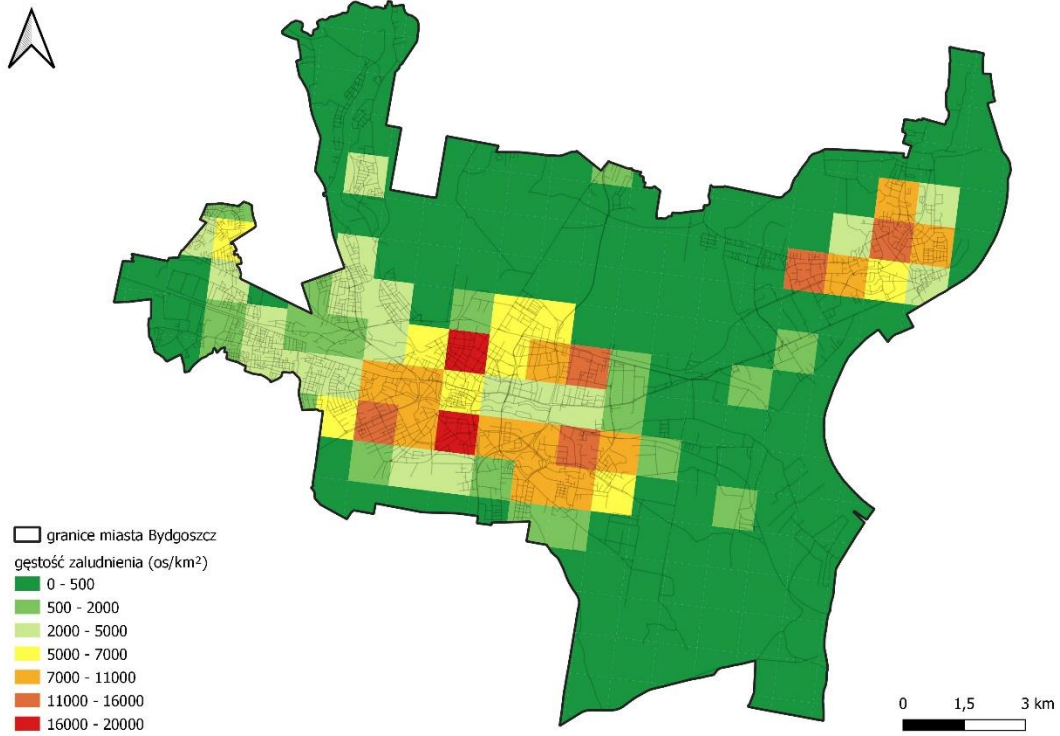 granice miasta Bydgoszcz
gęstość zaludnienia (os/km²)
0 - 500
500 - 2000
2000 - 5000
5000 - 7000
7000 - 11000
11000 - 16000
16000 - 20000
0 1,5 3 km